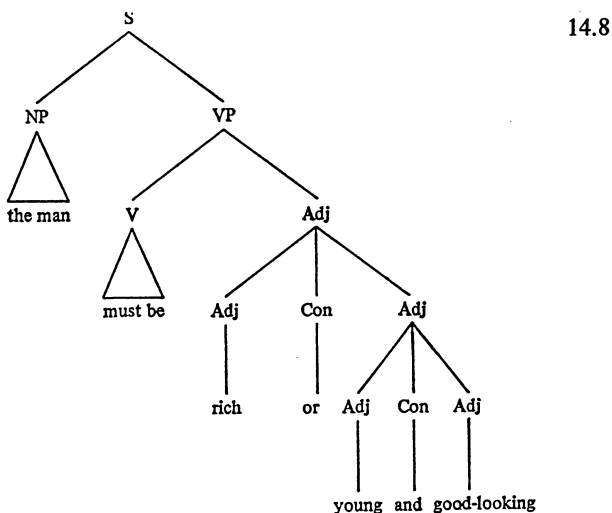 S 14.8
NP VP
the man V Adj
must be Adj Con Adj
rich or Adj Con Adj
young and good-looking